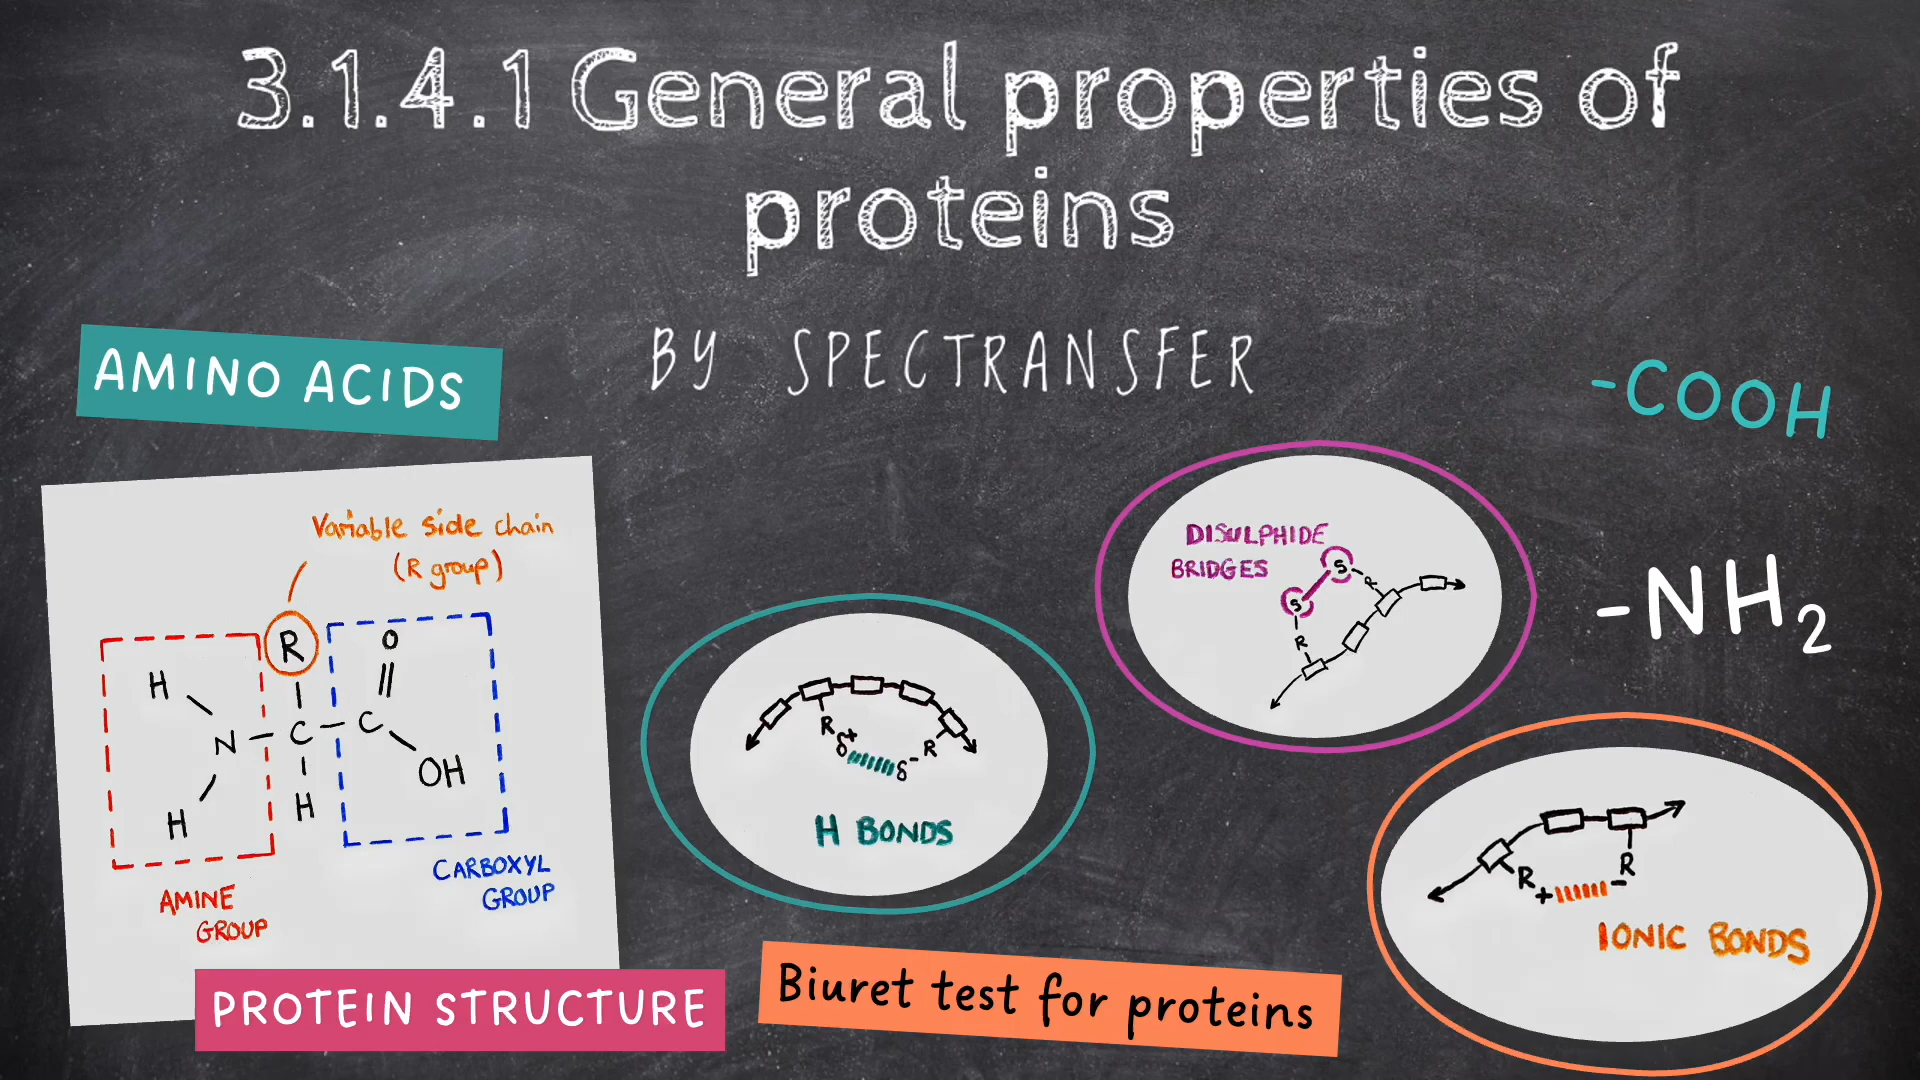 3.1.4.1 General properties of
proteins
BY SPECTRANSFER
AMINO ACIDS
-COOH
-NH₂
Variable side chain
(R group)
R
O
H
N
C
C
H
H
OH
AMINE
GROUP
CARBOXYL
GROUP
DISULPHIDE
BRIDGES
S
S
R
R
R
δ+
δ-
R
H BONDS
R
+
-
R
IONIC BONDS
PROTEIN STRUCTURE
Biuret test for proteins